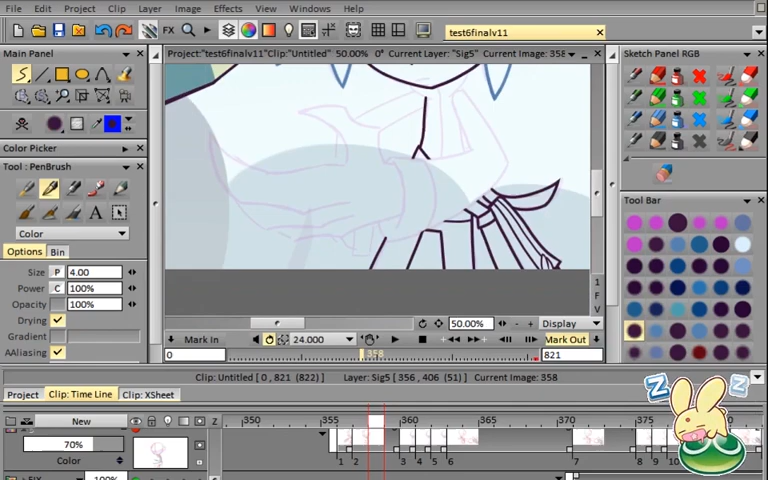 File Edit Project Clip Layer Image Effects View Windows Help
FX
test6finalv11
Main Panel
Project:"test6finalv11"Clip:"Untitled" 50.00% 0° Current Layer: "Sig5" Current Image: 358
Sketch Panel RGB
Color Picker
Tool : PenBrush
A
Color
Options Bin
Size P 4.00
Power C 100%
Opacity 100%
Drying
Gradient
AAliasing
Tool Bar
1
F
V
50.00% Display
Mark In 24.000 Mark Out
0 358 821
Clip: Untitled [ 0 , 821 (822) ] Layer: Sig5 [ 356 , 406 (51) ] Current Image: 358
Project Clip: Time Line Clip: XSheet
New Z 350 360 365 370 375
70%
Color
1 2 3 4 5 6 7 8 9 10
100%
Z Z